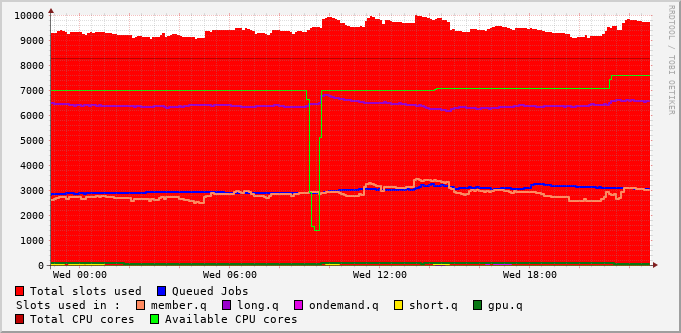 10000
9000
8000
7000
6000
5000
4000
3000
2000
1000
0
Wed 00:00 Wed 06:00 Wed 12:00 Wed 18:00
RRDTOOL / TOBI OETIKER
Total slots used Queued Jobs
Slots used in : member.q long.q ondemand.q short.q gpu.q
Total CPU cores Available CPU cores